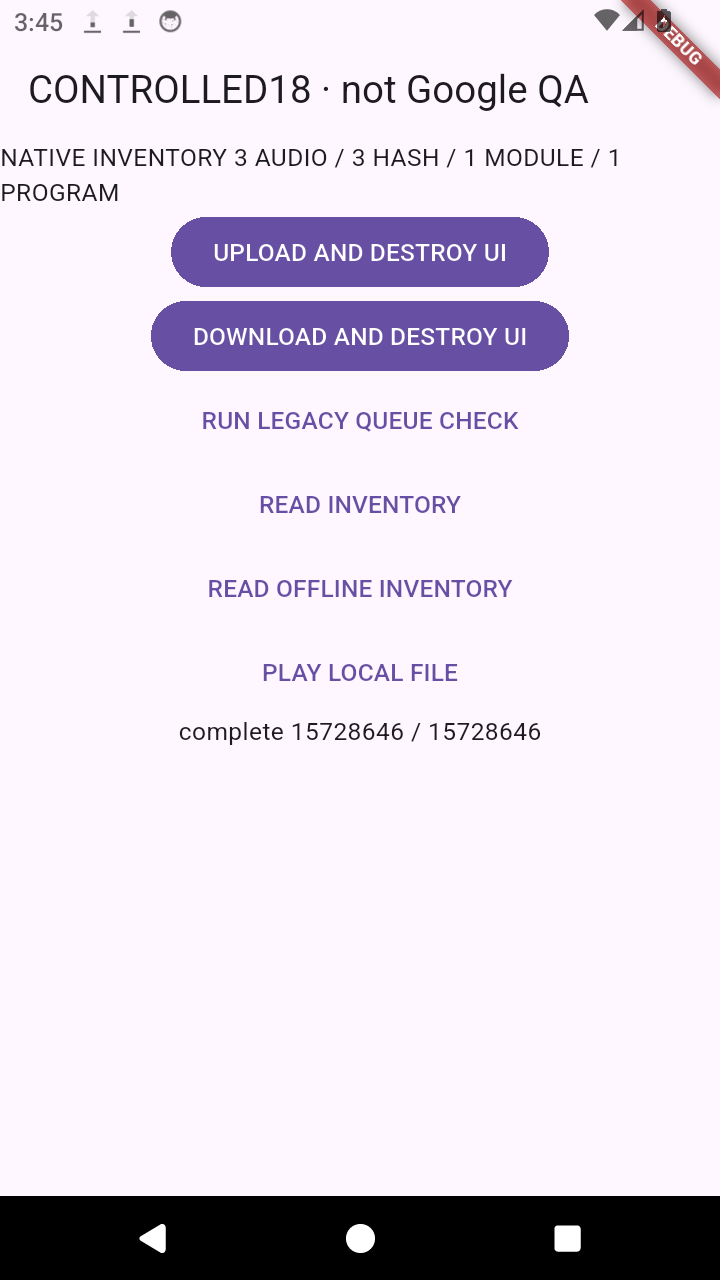 3:45
DEBUG
CONTROLLED18 · not Google QA
NATIVE INVENTORY 3 AUDIO / 3 HASH / 1 MODULE / 1
PROGRAM
UPLOAD AND DESTROY UI
DOWNLOAD AND DESTROY UI
RUN LEGACY QUEUE CHECK
READ INVENTORY
READ OFFLINE INVENTORY
PLAY LOCAL FILE
complete 15728646 / 15728646